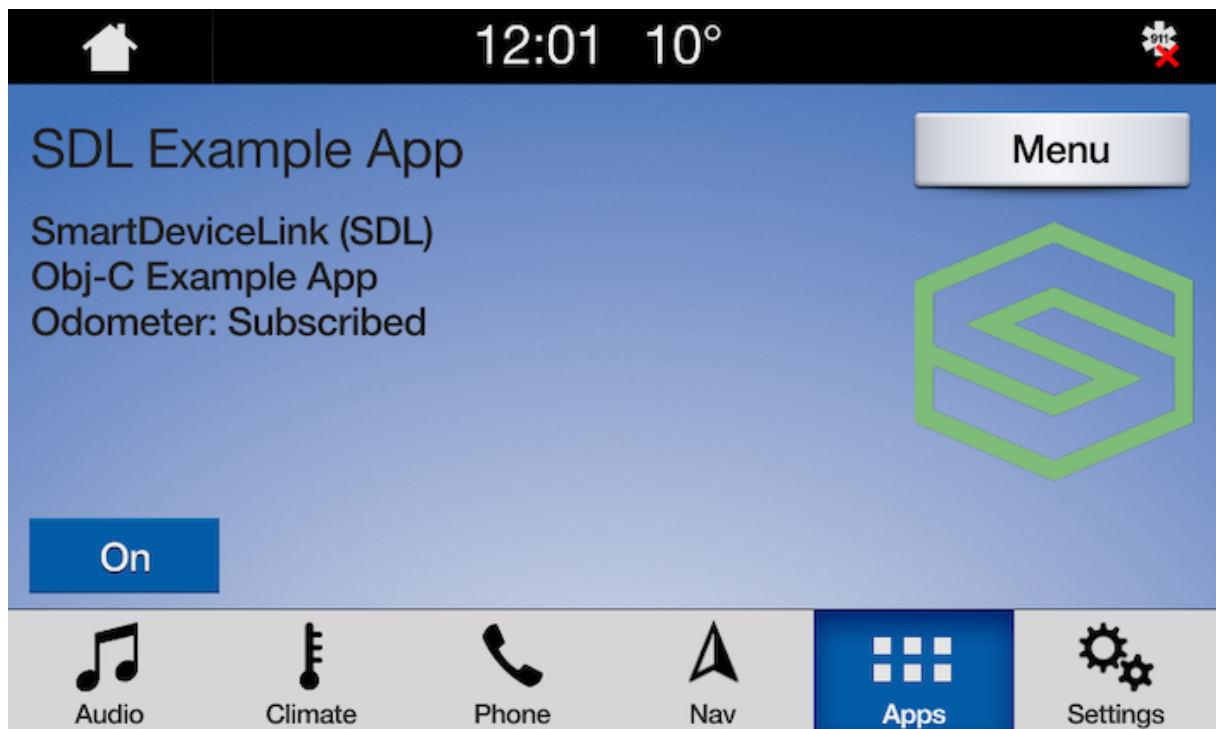 12:01 10°
911
SDL Example App
Menu
SmartDeviceLink (SDL)
Obj-C Example App
Odometer: Subscribed
On
Audio
Climate
Phone
Nav
Apps
Settings